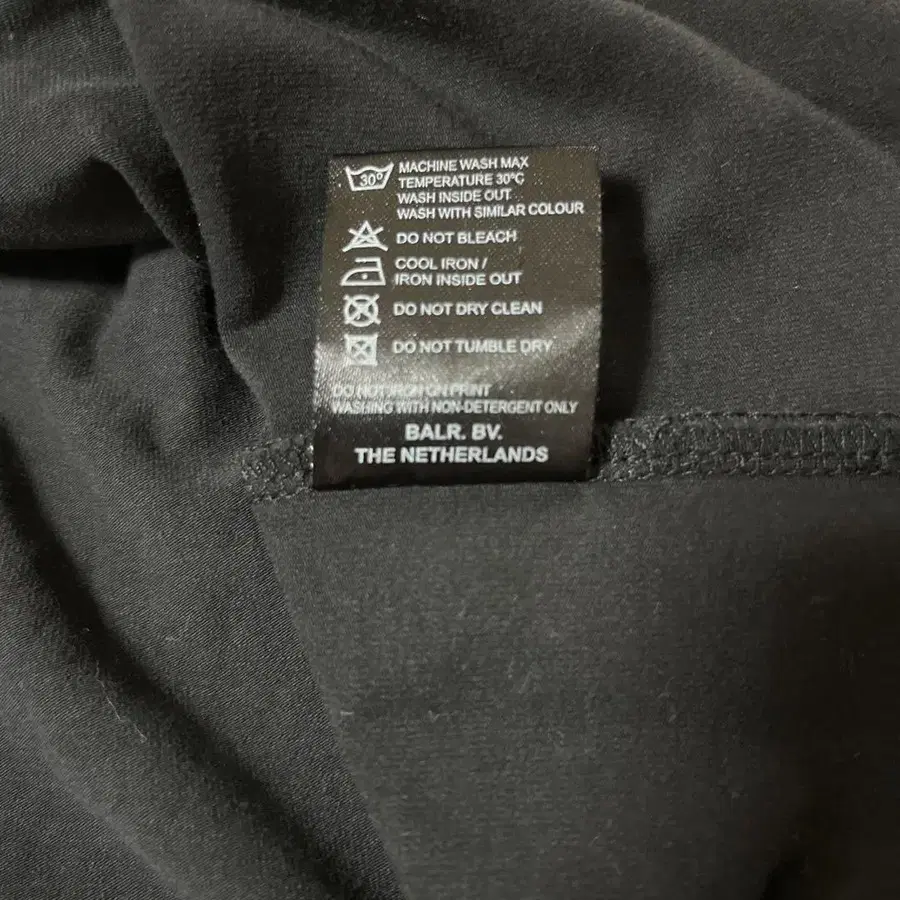 30°
MACHINE WASH MAX
TEMPERATURE 30°C
WASH INSIDE OUT
WASH WITH SIMILAR COLOUR
DO NOT BLEACH
COOL IRON /
IRON INSIDE OUT
DO NOT DRY CLEAN
DO NOT TUMBLE DRY
DO NOT IRON ON PRINT
WASHING WITH NON-DETERGENT ONLY
BALR. BV.
THE NETHERLANDS